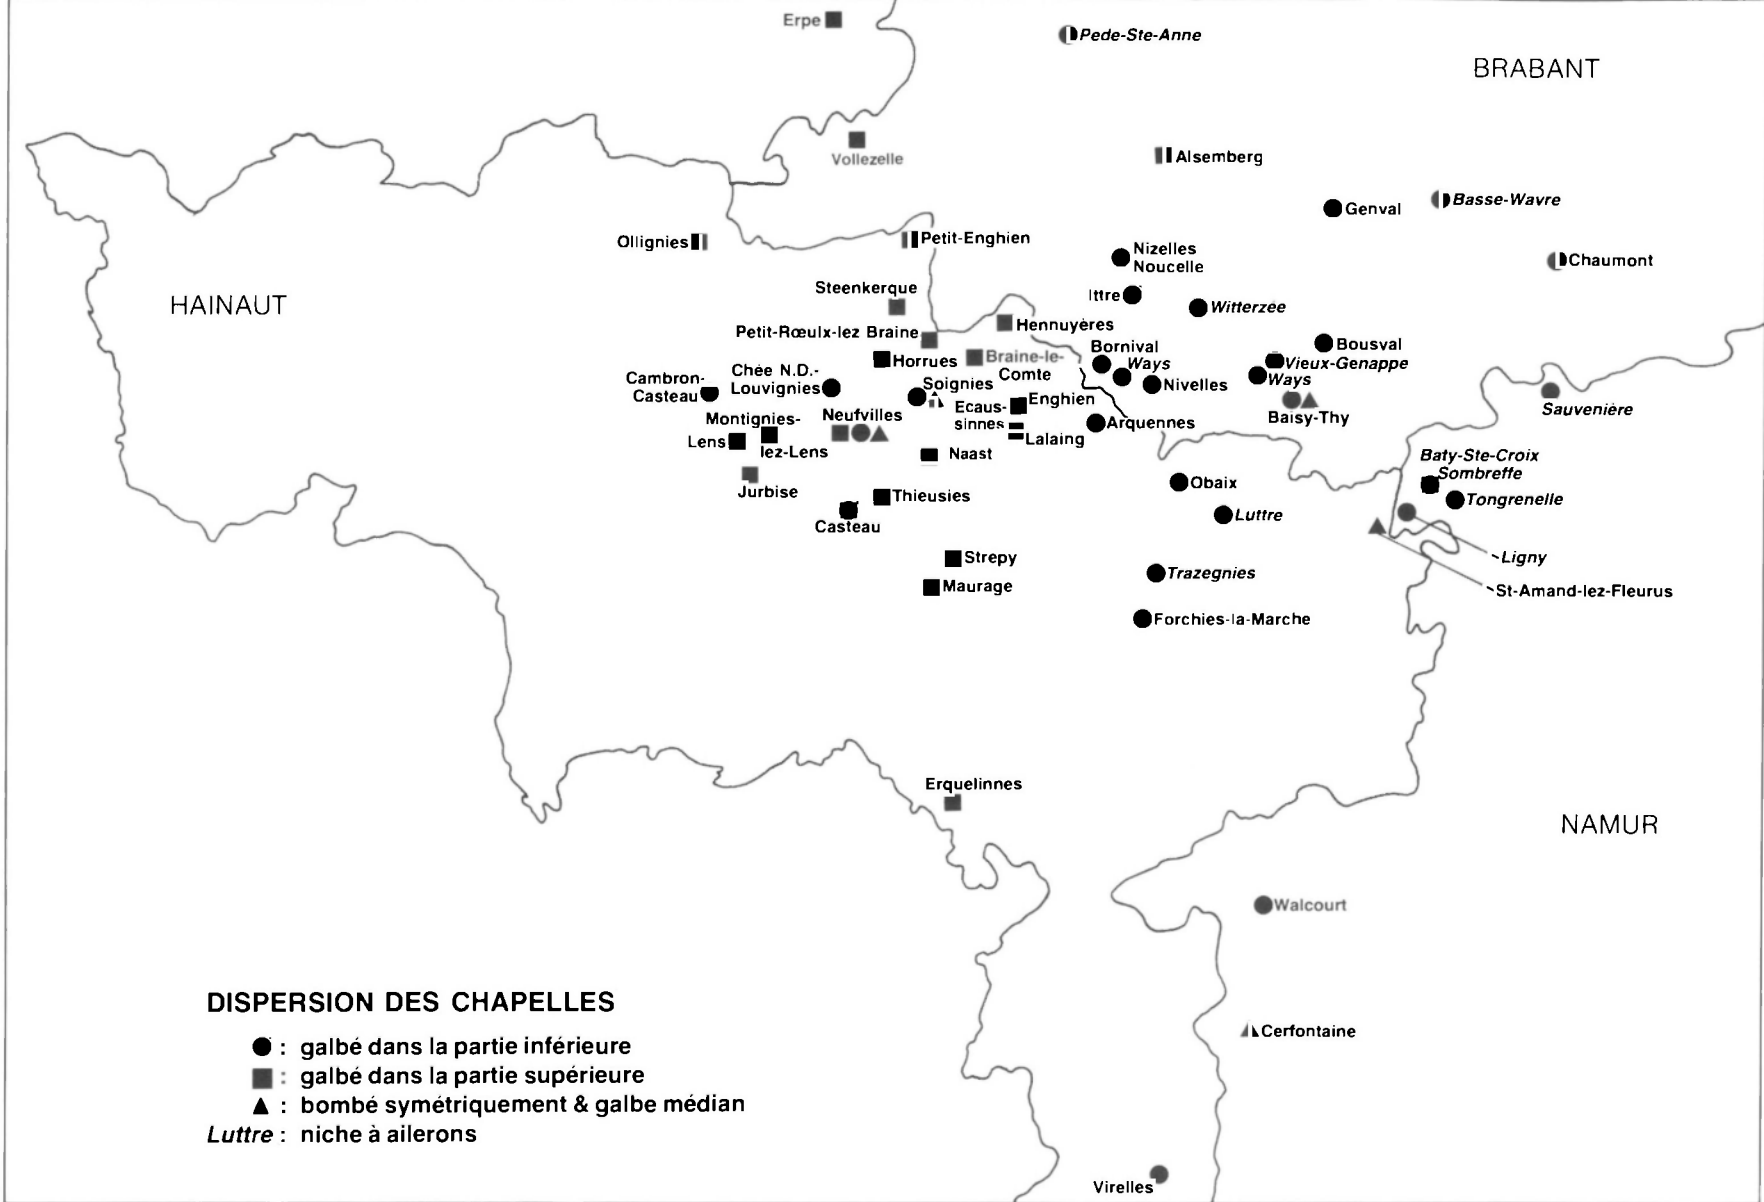 Erpe
Pede-Ste-Anne
BRABANT
Vollezelle
Alsemberg
Genval
Basse-Wavre
Ollignies
Petit-Enghien
Nizelles
Noucelle
Chaumont
HAINAUT
Steenkerque
Ittre
Witterzée
Petit-Rœulx-lez Braine
Hennuyères
Horrues
Braine-le-
Comte
Bornival
Ways
Nivelles
Bousval
Vieux-Genappe
Ways
Baisy-Thy
Cambron-
Casteau
Chée N.D.-
Louvignies
Soignies
Ecaus-
sinnes
Enghien
Lalaing
Arquennes
Sauvenière
Montignies-
lez-Lens
Lens
Neufvilles
Naast
Baty-Ste-Croix
Sombreffe
Tongrenelle
Jurbise
Thieusies
Casteau
Obaix
Luttre
Ligny
St-Amand-lez-Fleurus
Strepy
Maurage
Trazegnies
Forchies-la-Marche
Erquelinnes
NAMUR
Walcourt
Cerfontaine
Virelles
DISPERSION DES CHAPELLES
: galbé dans la partie inférieure
: galbé dans la partie supérieure
: bombé symétriquement & galbe médian
Luttre : niche à ailerons